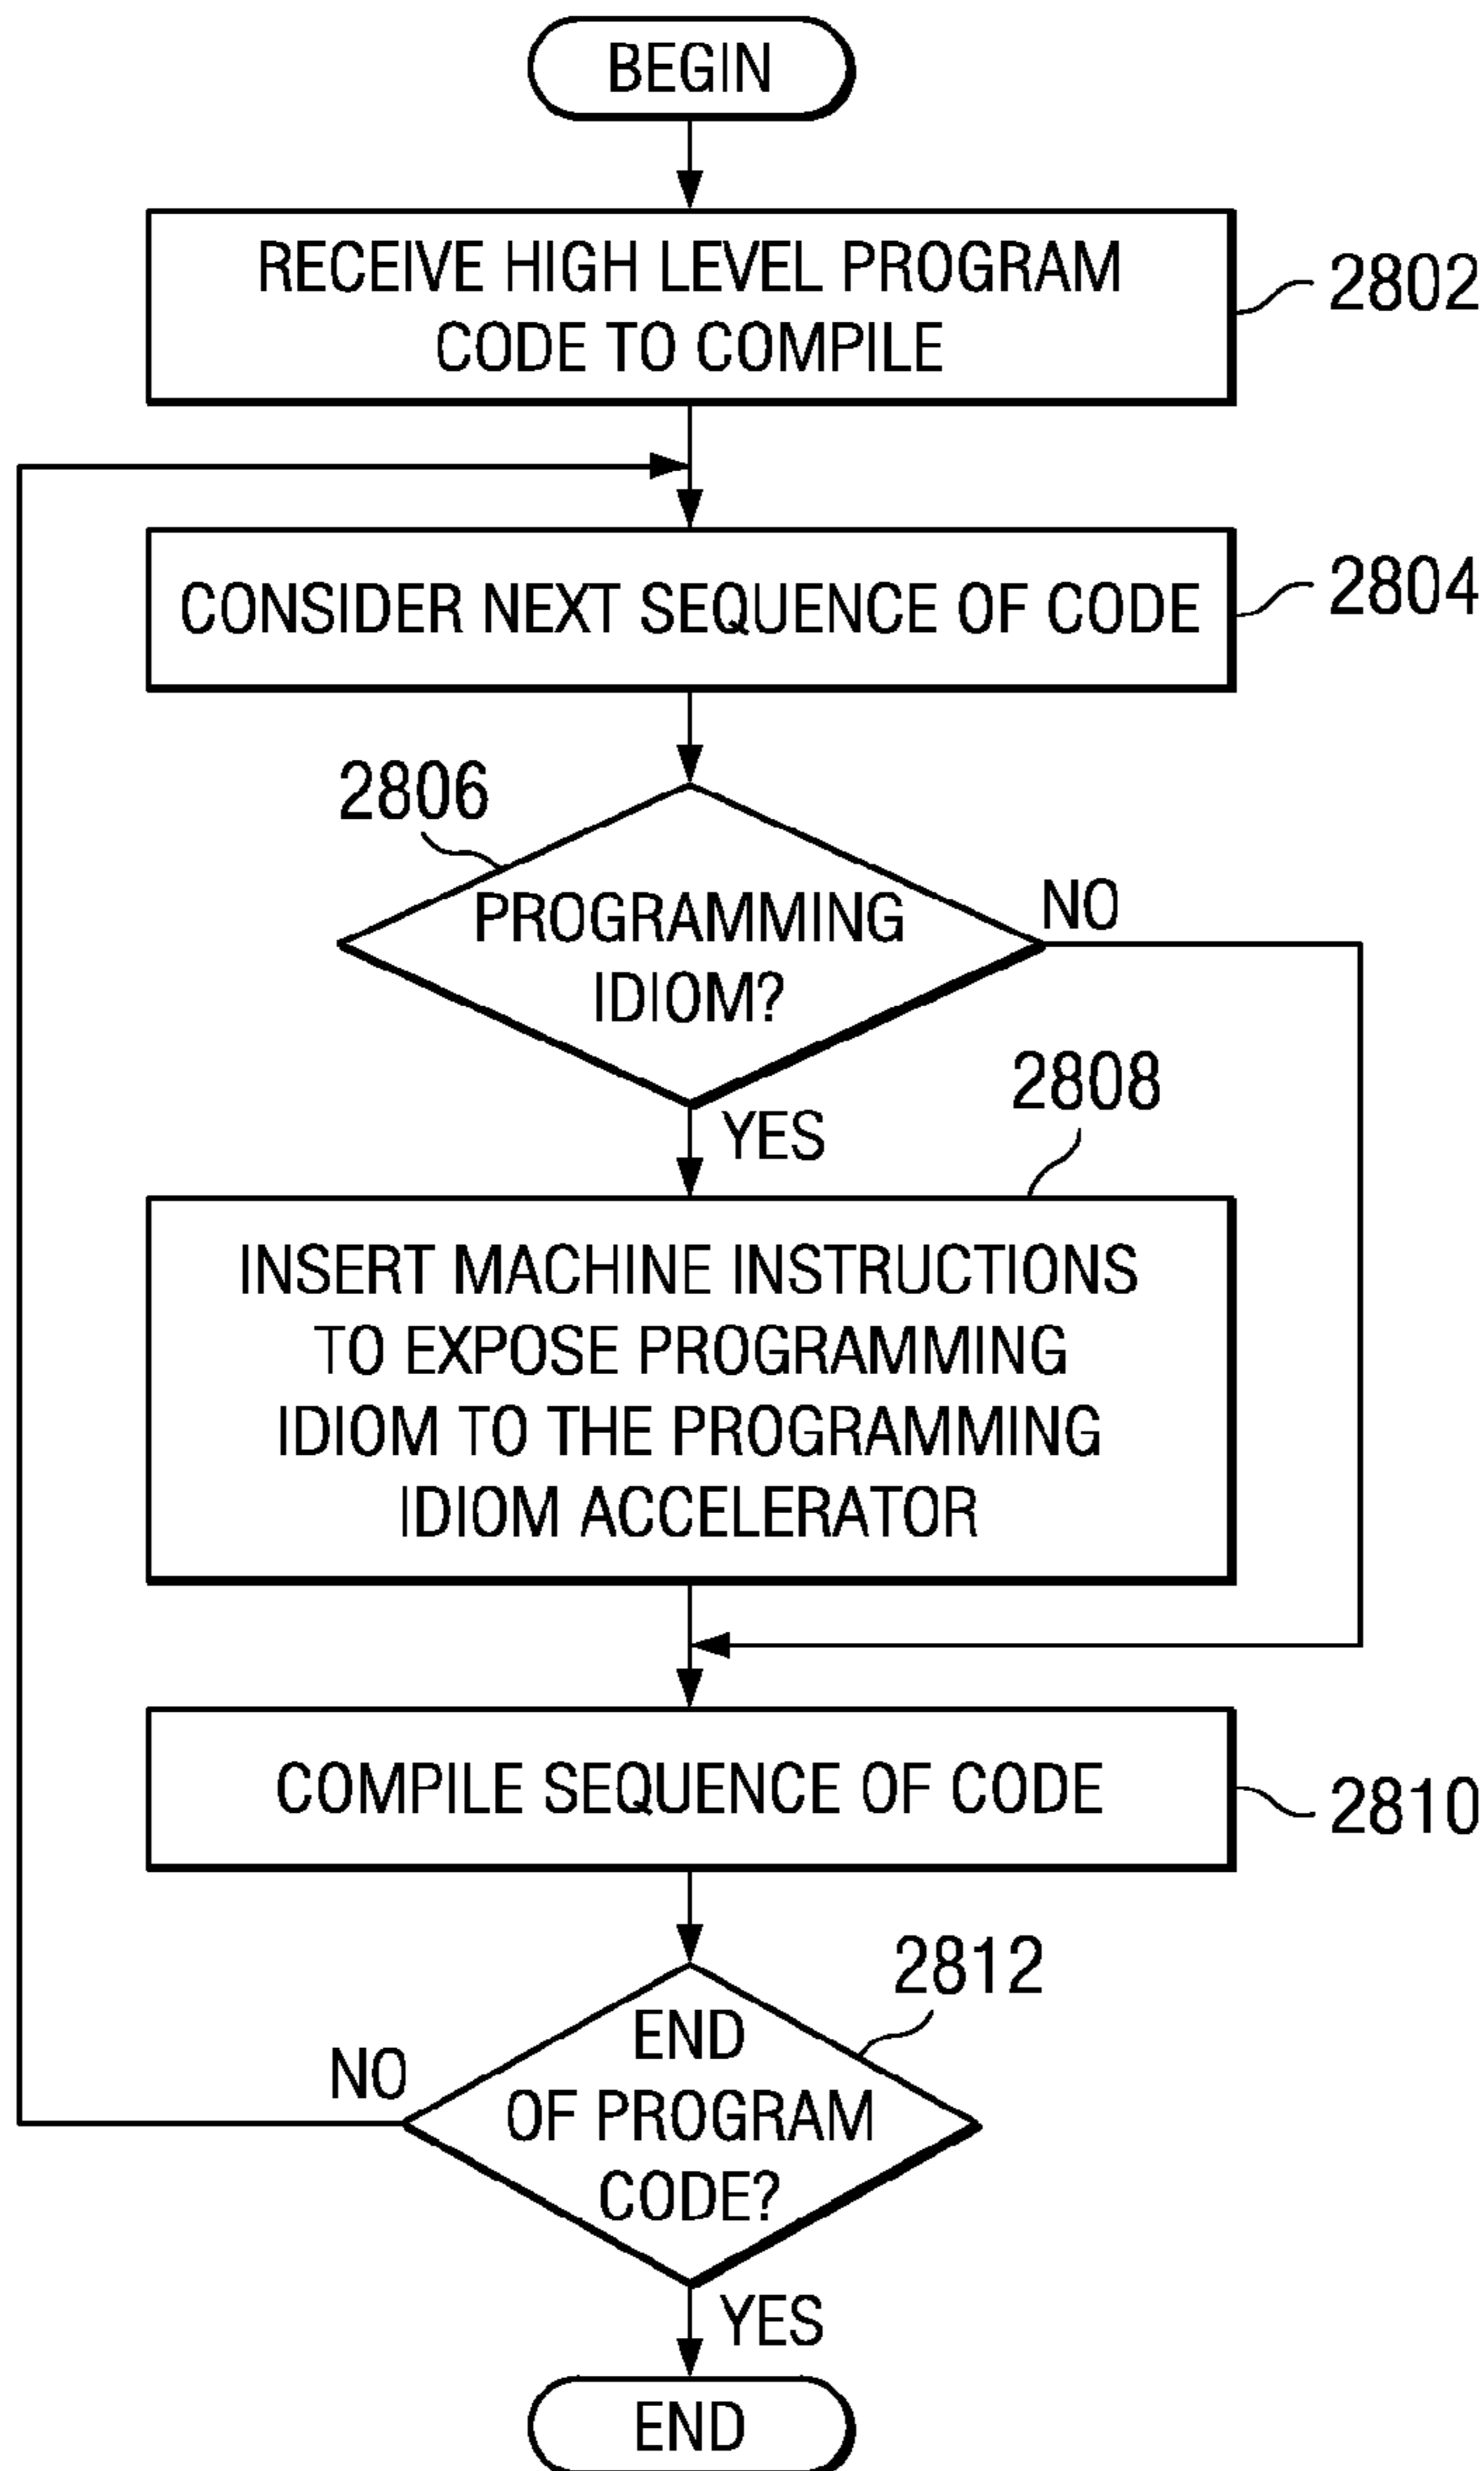 BEGIN
RECEIVE HIGH LEVEL PROGRAM
CODE TO COMPILE
2802
CONSIDER NEXT SEQUENCE OF CODE
2804
2806
PROGRAMMING
IDIOM?
NO
YES
2808
INSERT MACHINE INSTRUCTIONS
TO EXPOSE PROGRAMMING
IDIOM TO THE PROGRAMMING
IDIOM ACCELERATOR
COMPILE SEQUENCE OF CODE
2810
2812
END
OF PROGRAM
CODE?
NO
YES
END